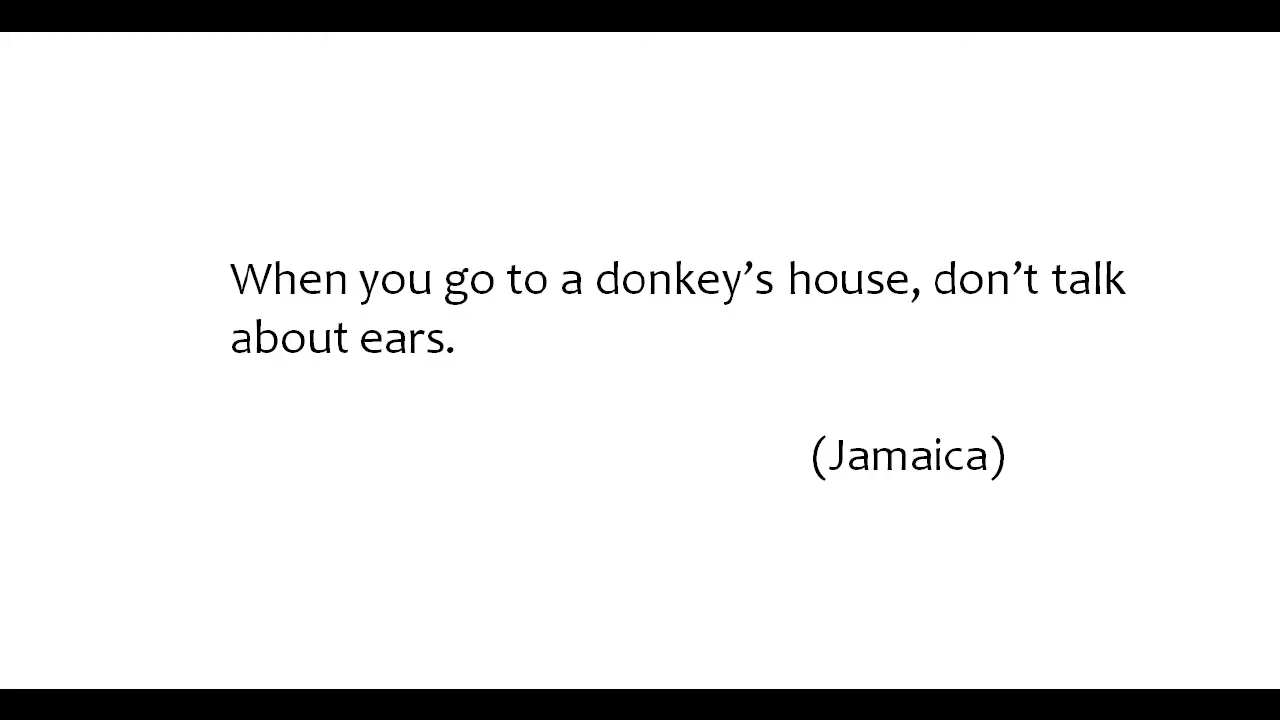 When you go to a donkey’s house, don’t talk
about ears.
(Jamaica)